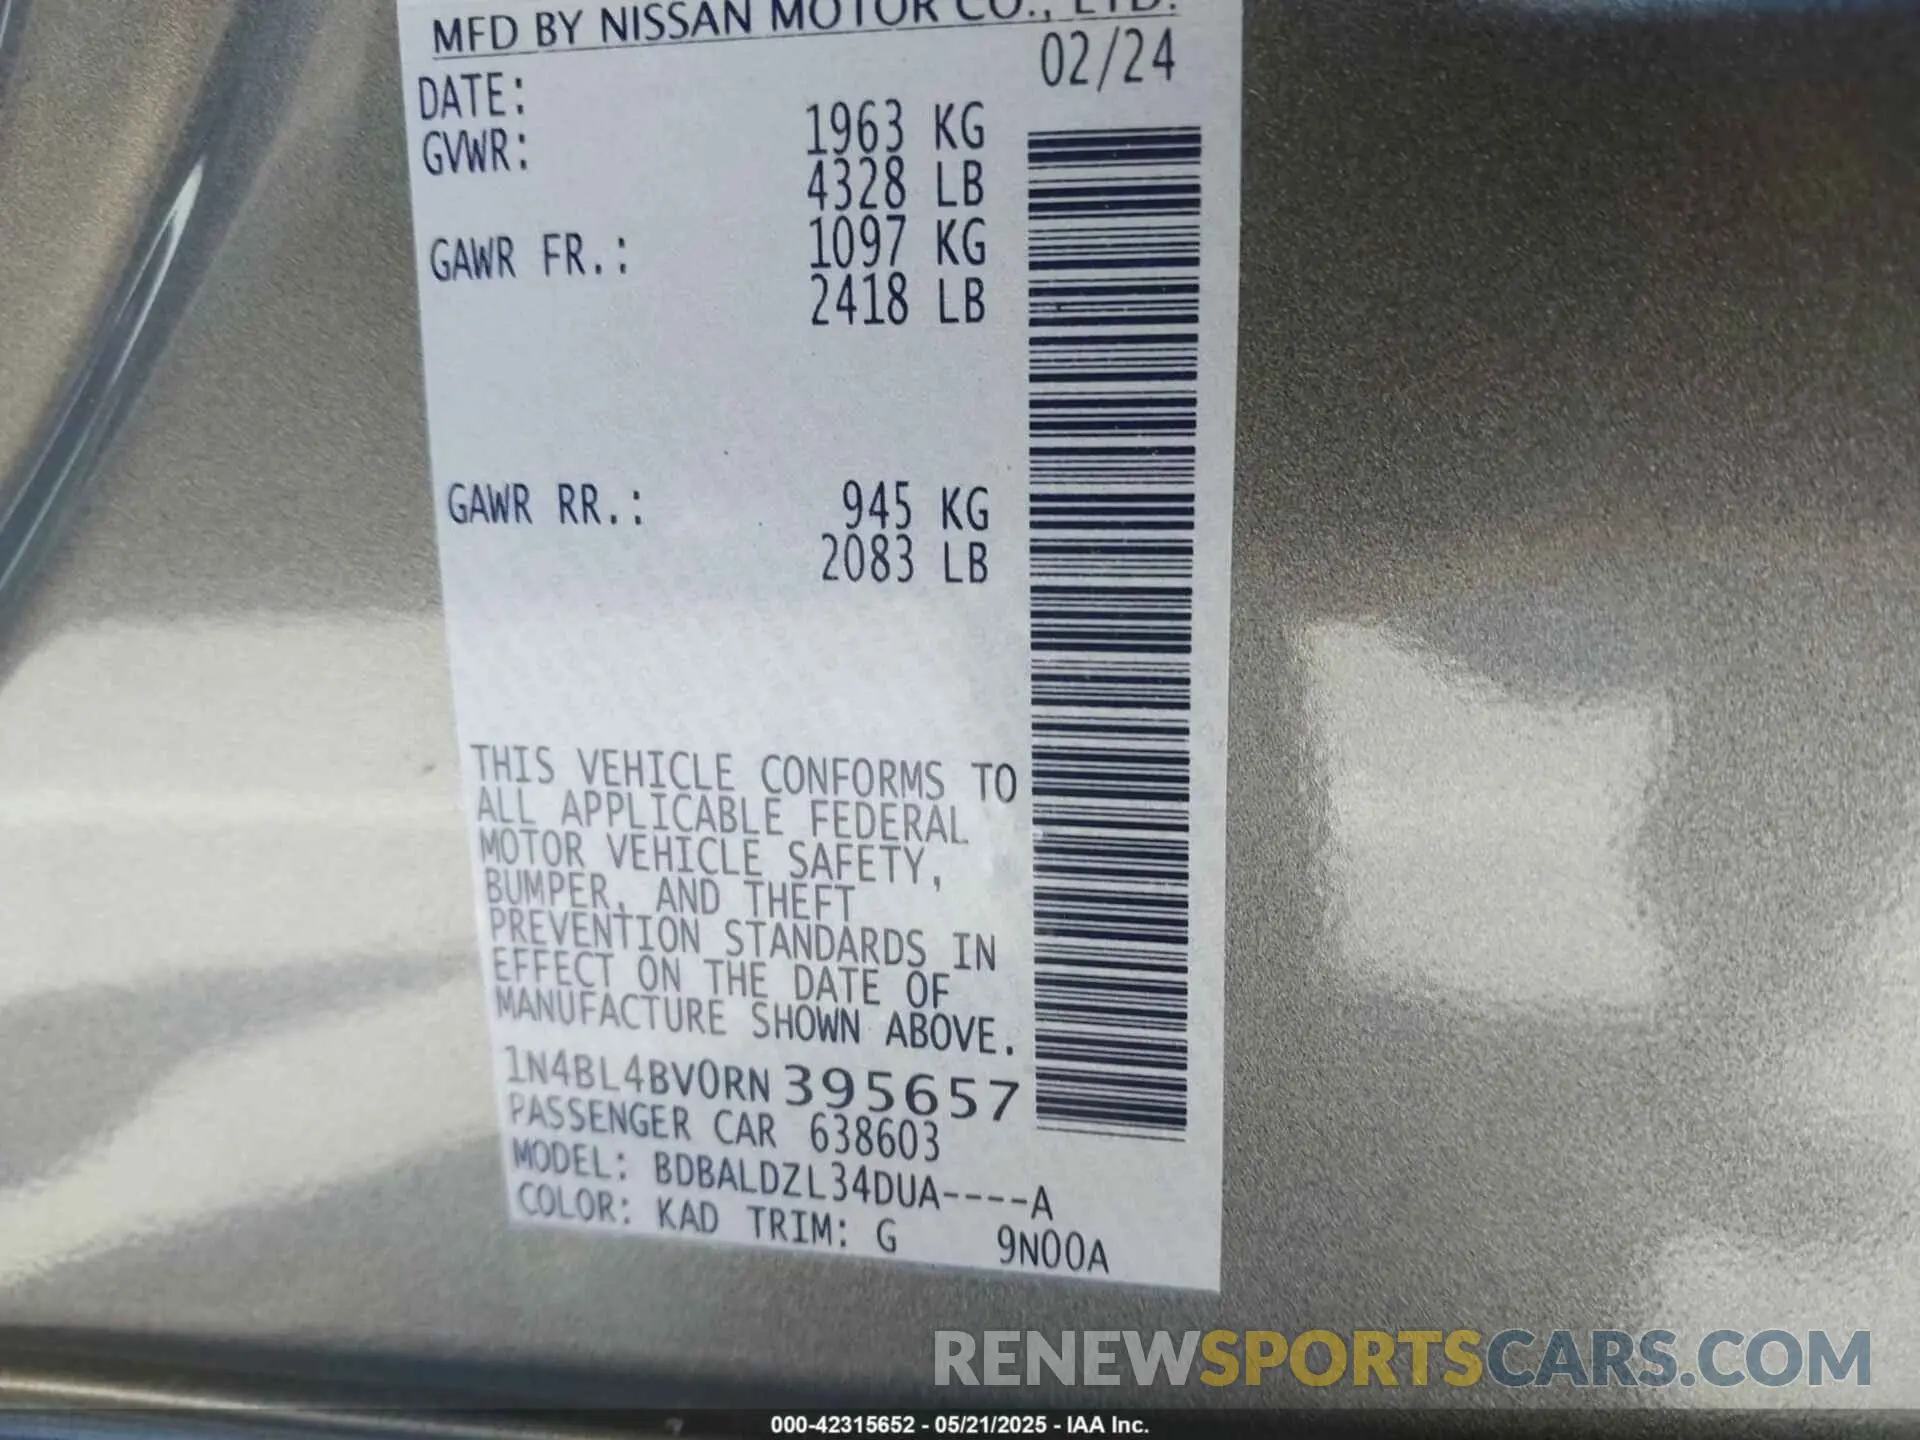 MFD BY NISSAN MOTOR CO., LTD.
DATE: 02/24
GVWR: 1963 KG
4328 LB
GAWR FR.: 1097 KG
2418 LB
GAWR RR.: 945 KG
2083 LB
THIS VEHICLE CONFORMS TO
ALL APPLICABLE FEDERAL
MOTOR VEHICLE SAFETY,
BUMPER, AND THEFT
PREVENTION STANDARDS IN
EFFECT ON THE DATE OF
MANUFACTURE SHOWN ABOVE.
1N4BL4BV0RN395657
PASSENGER CAR 638603
MODEL: BDBALDZL34DUA----A
COLOR: KAD TRIM: G 9N00A
RENEWSPORTSCARS.COM
000-42315652 - 05/21/2025 - IAA Inc.